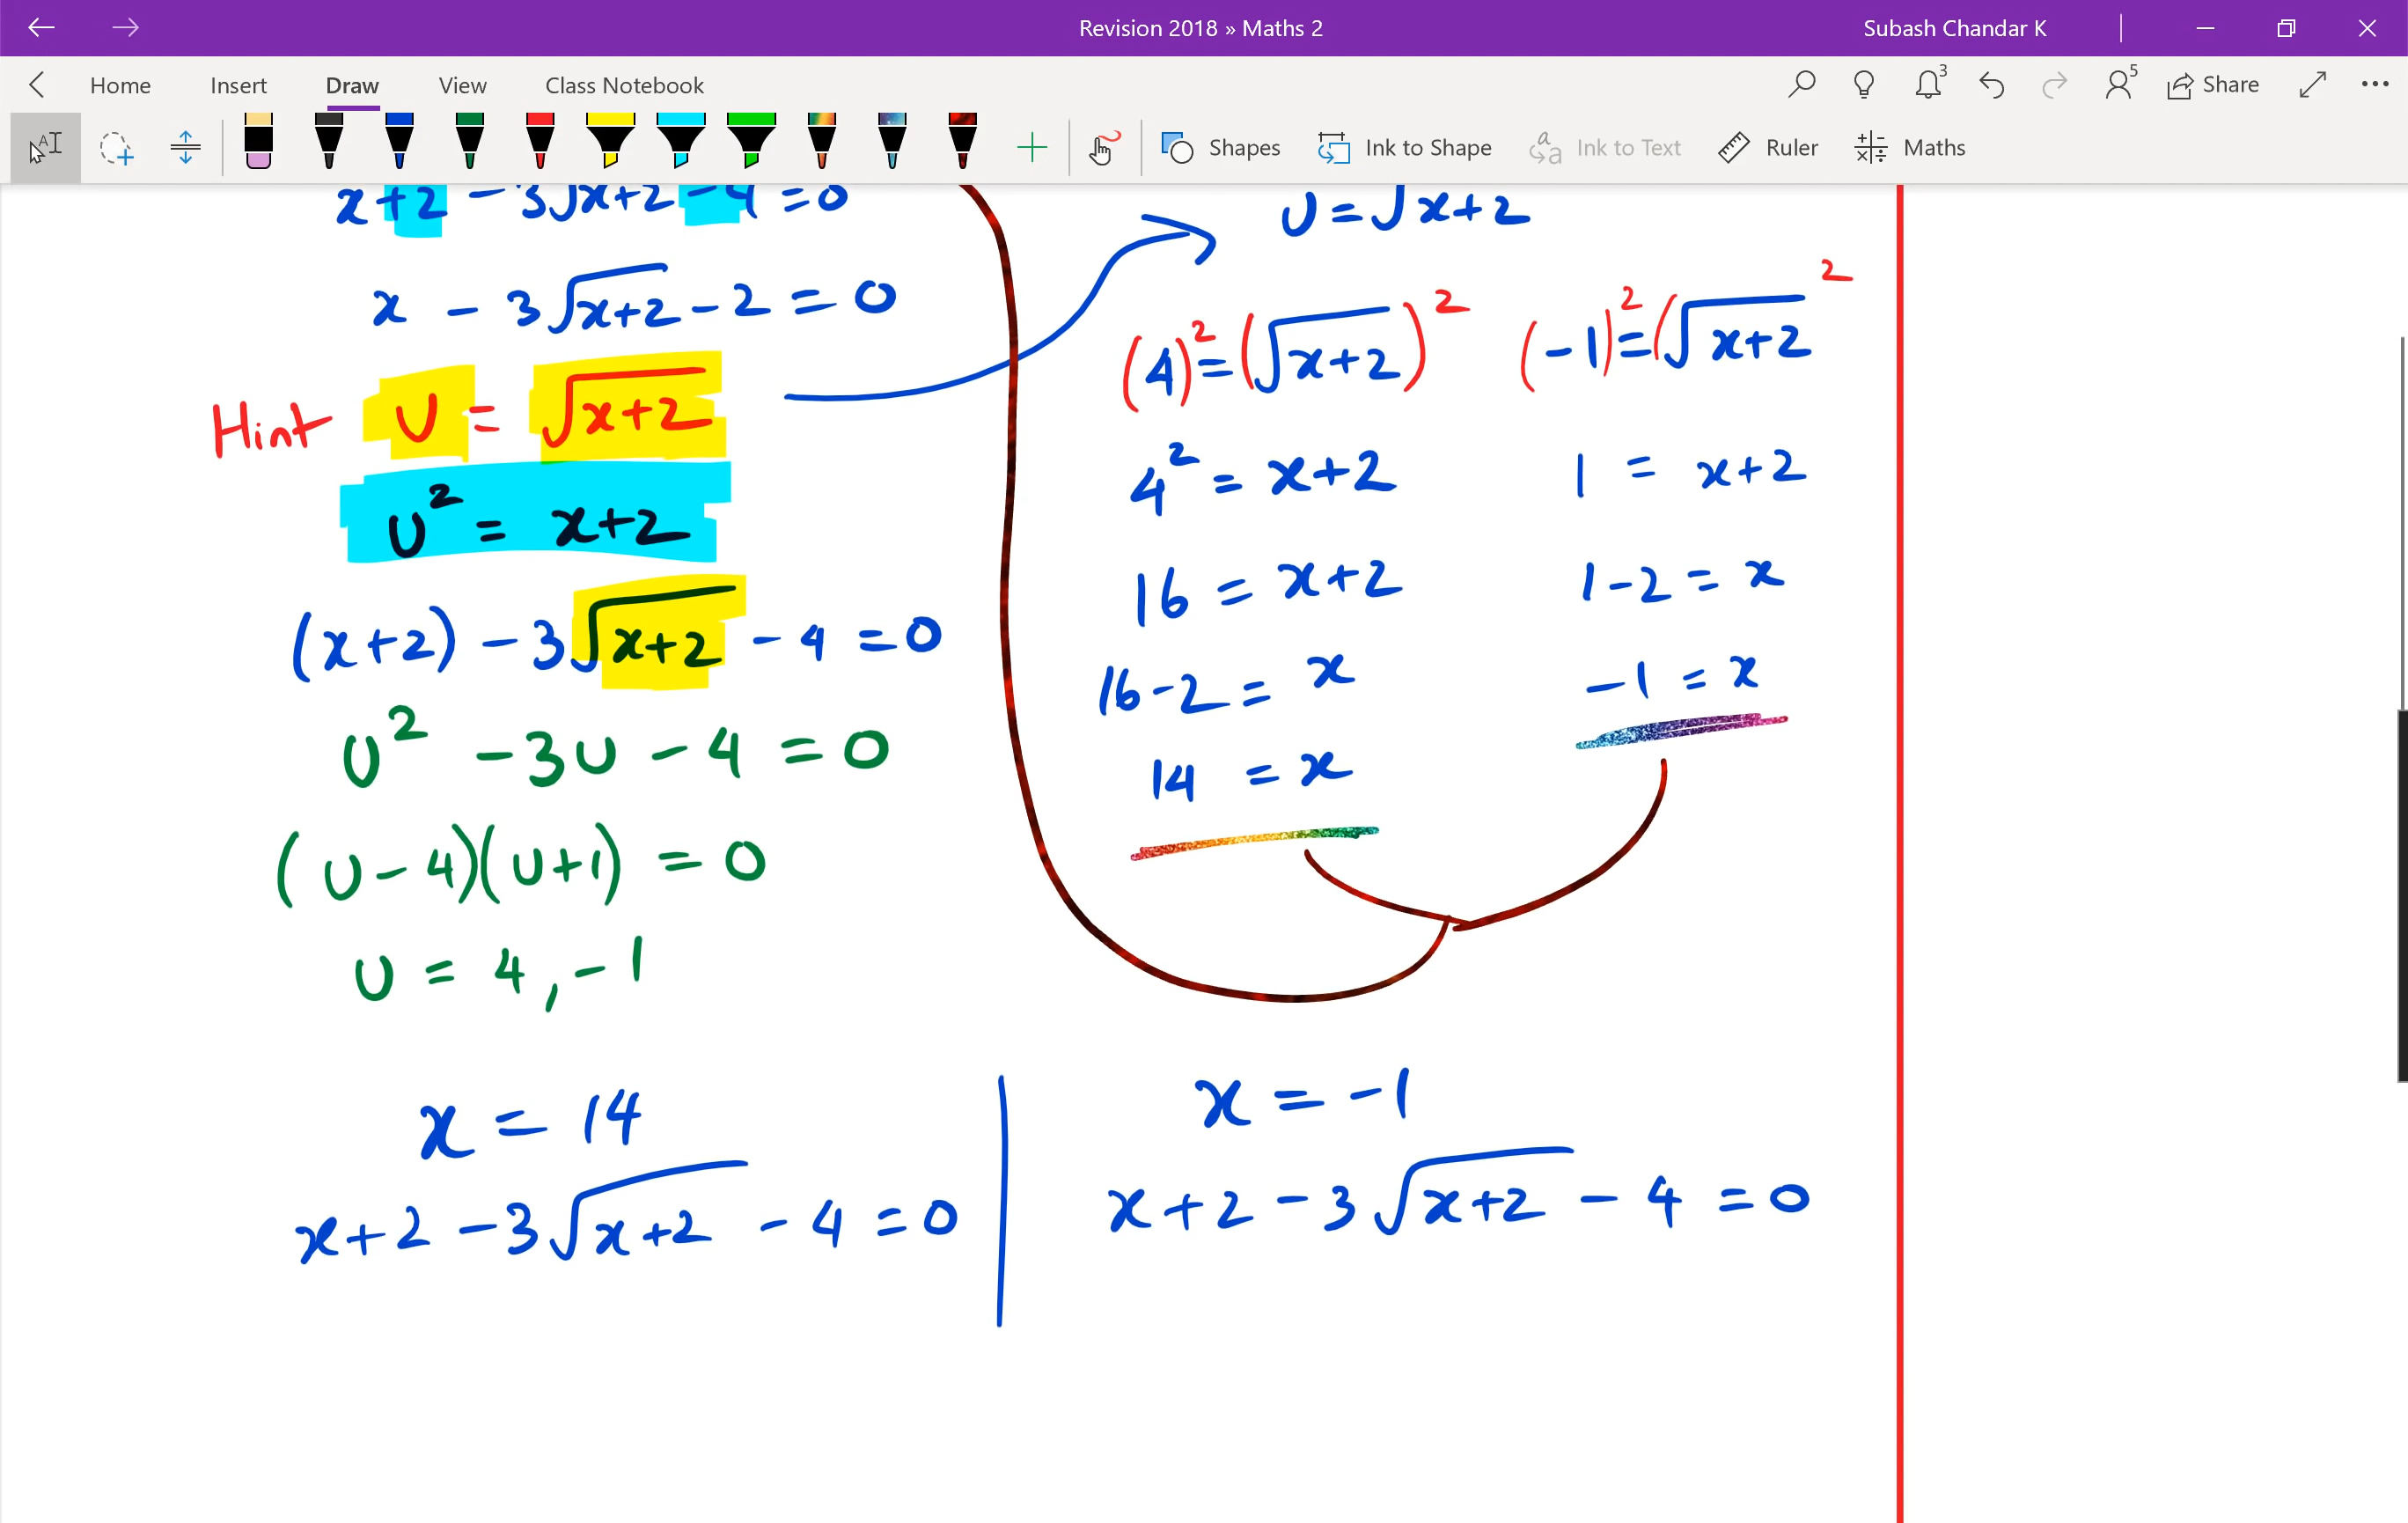 Revision 2018 » Maths 2
Subash Chandar K
Home Insert Draw View Class Notebook 3 5 Share
Shapes Ink to Shape Ink to Text Ruler Maths
x+2 - 3√x+2 - 4 = 0
x - 3√x+2 - 2 = 0
Hint U = √x+2
U² = x+2
(x+2) - 3√x+2 - 4 = 0
U² - 3U - 4 = 0
(U-4)(U+1) = 0
U = 4, -1
U = √x+2
(4)² = (√x+2)²
4² = x+2
16 = x+2
16-2 = x
14 = x
(-1)² = (√x+2 ²
1 = x+2
1-2 = x
-1 = x
x = 14
x+2 - 3√x+2 - 4 = 0
x = -1
x+2 - 3√x+2 - 4 = 0